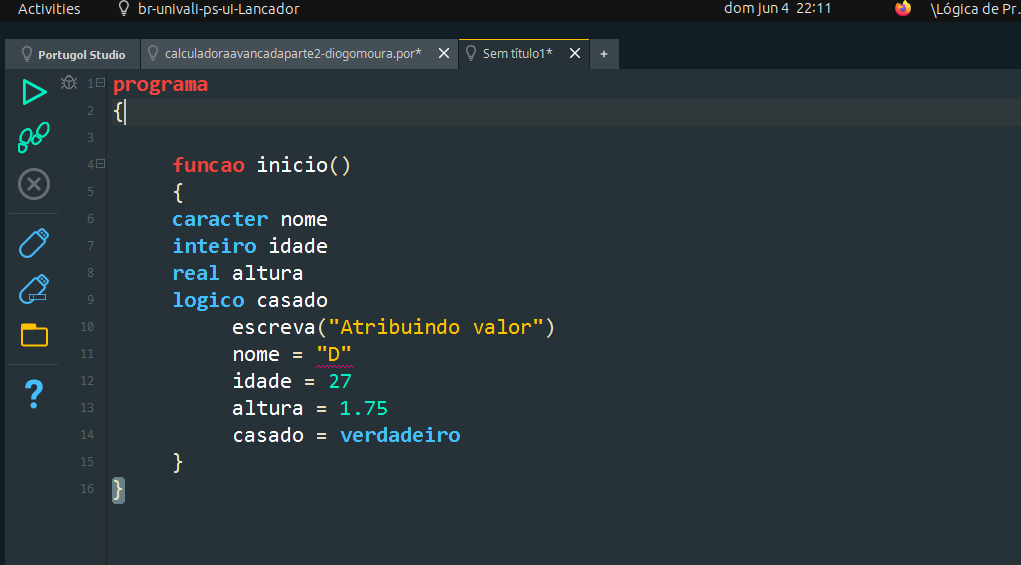 Activities br-univali-ps-ui-Lancador dom jun 4 22:11 \Lógica de Pr.
Portugol Studio calculadoraavancadaparte2-diogomoura.por* Sem título1* +
1 programa
2 {
3
4 funcao inicio()
5 {
6 caracter nome
7 inteiro idade
8 real altura
9 logico casado
10 escreva("Atribuindo valor")
11 nome = "D"
12 idade = 27
13 altura = 1.75
14 casado = verdadeiro
15 }
16 }
?